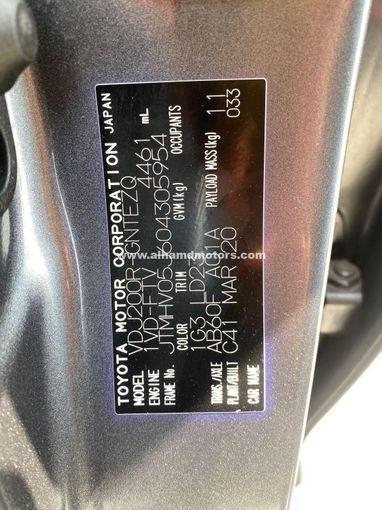 TOYOTA MOTOR CORPORATION JAPAN
MODEL VDJ200R-GNTEZQ
ENGINE 1VD-FTV 4461 mL
FRAME No. JTMHV05J604305954
COLOR TRIM GVM(kg) OCCUPANTS
1G3 LD20
TRANS./AXLE AB60F A01A PAYLOAD MASS(kg) 11
PLANT/BUILT C41 MAR 20 033
CAR NAME
www.alhamdmotors.com